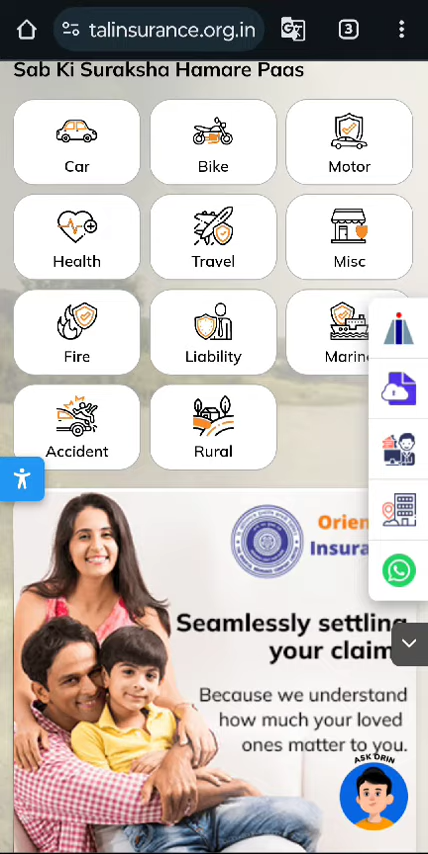 talinsurance.org.in
3
Sab Ki Suraksha Hamare Paas
Car
Bike
Motor
Health
Travel
Misc
Fire
Liability
Marin
Accident
Rural
Orien
Insura
Seamlessly settling
your claim
Because we understand
how much your loved
ones matter to you.
ASK ORIN